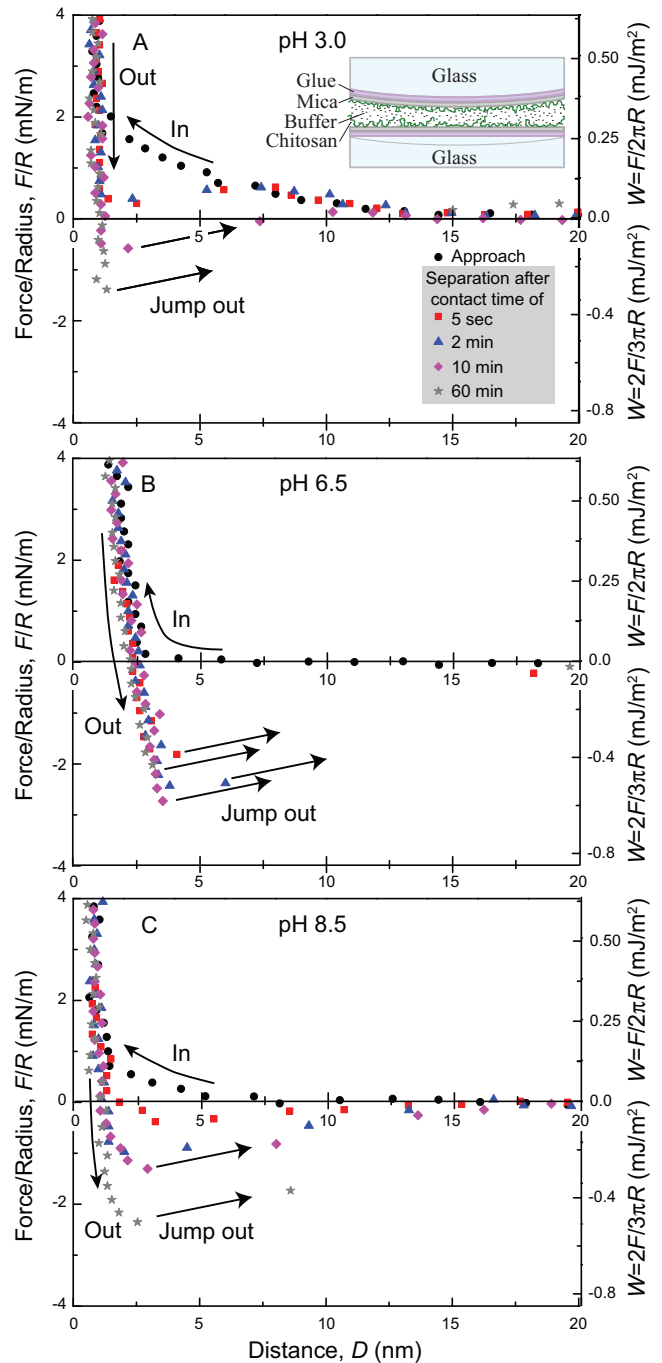 A
pH 3.0
Out
In
Glass
Glue
Mica
Buffer
Chitosan
Glass
Jump out
Approach
Separation after
contact time of
5 sec
2 min
10 min
60 min
4
2
0
-2
-4
0
5
10
15
20
0.50
0.25
0.0
-0.4
-0.8
Force/Radius, F/R (mN/m)
W=F/2πR (mJ/m²)
W=2F/3πR (mJ/m²)
B
pH 6.5
In
Out
Jump out
4
2
0
-2
-4
0
5
10
15
20
0.50
0.25
0.0
-0.4
-0.8
Force/Radius, F/R (mN/m)
W=F/2πR (mJ/m²)
W=2F/3πR (mJ/m²)
C
pH 8.5
In
Out
Jump out
4
2
0
-2
-4
0
5
10
15
20
0.50
0.25
0.0
-0.4
-0.8
Force/Radius, F/R (mN/m)
W=F/2πR (mJ/m²)
W=2F/3πR (mJ/m²)
Distance, D (nm)